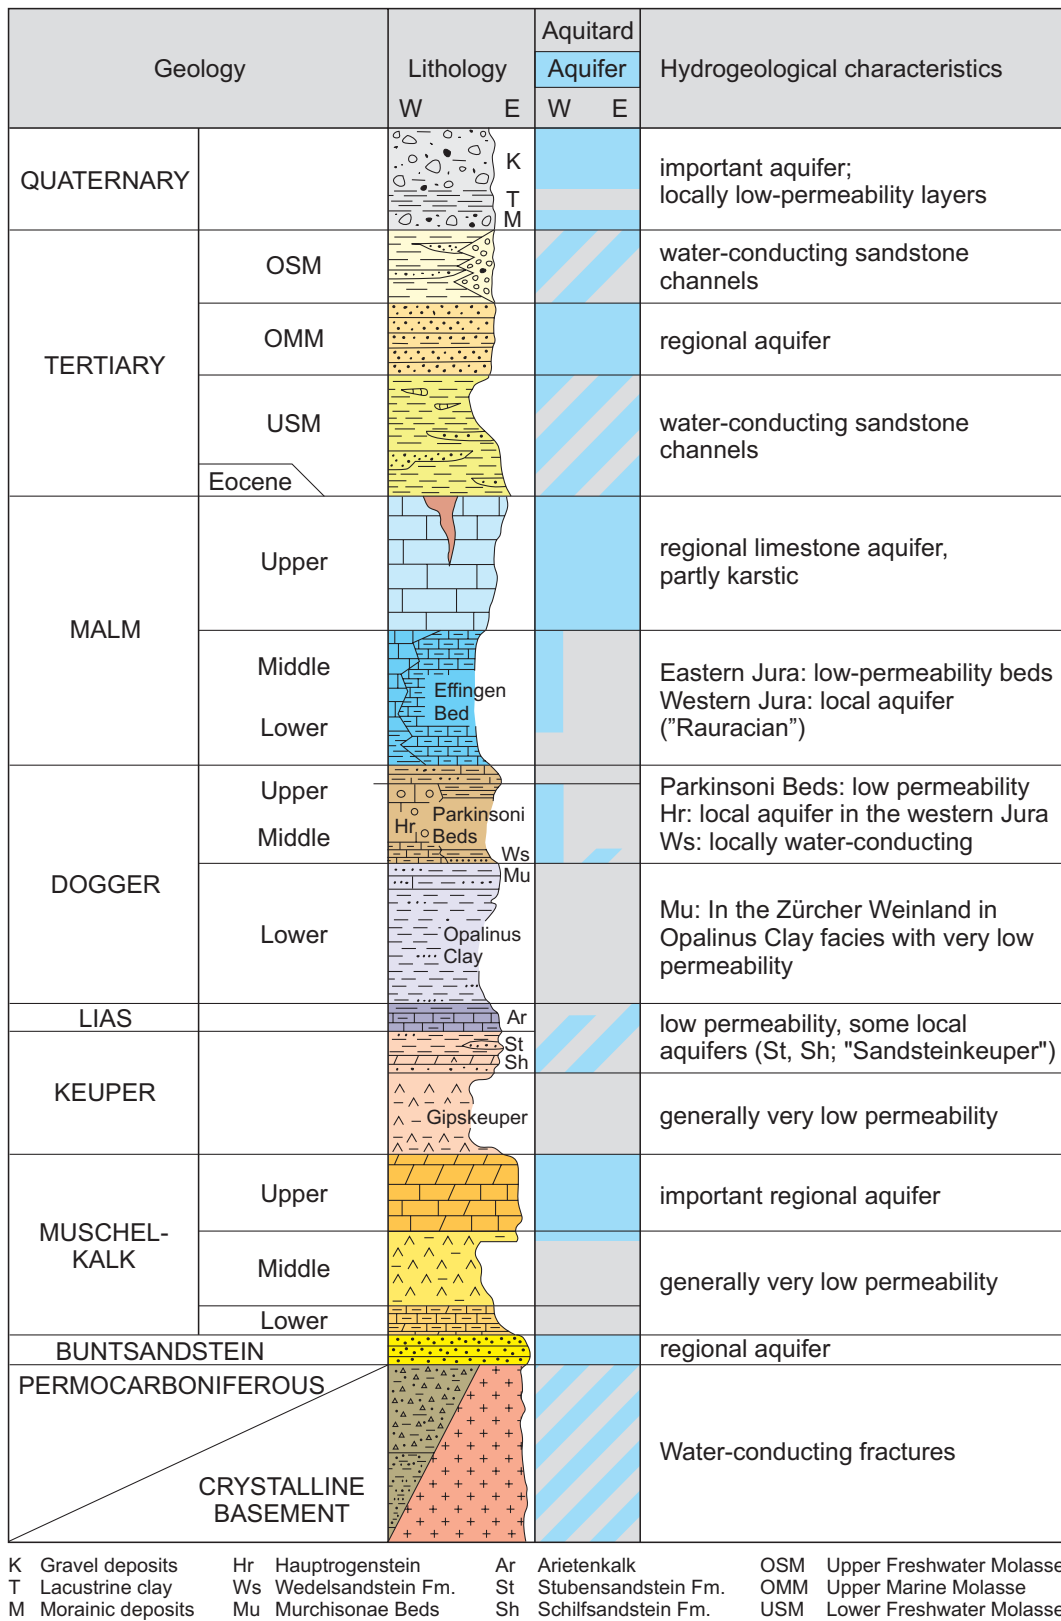 Geology
Lithology
W E
Aquitard
Aquifer
W E
Hydrogeological characteristics
QUATERNARY
K
T
M
important aquifer;
locally low-permeability layers
TERTIARY
OSM
water-conducting sandstone
channels
OMM
regional aquifer
USM
water-conducting sandstone
channels
Eocene
MALM
Upper
regional limestone aquifer,
partly karstic
Middle
Lower
Effingen
Bed
Eastern Jura: low-permeability beds
Western Jura: local aquifer
("Rauracian")
DOGGER
Upper
Middle
Hr
Parkinsoni
Beds
Ws
Parkinsoni Beds: low permeability
Hr: local aquifer in the western Jura
Ws: locally water-conducting
Lower
Mu
Opalinus
Clay
Mu: In the Zürcher Weinland in
Opalinus Clay facies with very low
permeability
LIAS
Ar
low permeability, some local
aquifers (St, Sh; "Sandsteinkeuper")
KEUPER
St
Sh
Gipskeuper
generally very low permeability
MUSCHEL-
KALK
Upper
important regional aquifer
Middle
generally very low permeability
Lower
BUNTSANDSTEIN
regional aquifer
PERMOCARBONIFEROUS
CRYSTALLINE
BASEMENT
Water-conducting fractures
K Gravel deposits Hr Hauptrogenstein Ar Arietenkalk OSM Upper Freshwater Molasse
T Lacustrine clay Ws Wedelsandstein Fm. St Stubensandstein Fm. OMM Upper Marine Molasse
M Morainic deposits Mu Murchisonae Beds Sh Schilfsandstein Fm. USM Lower Freshwater Molasse